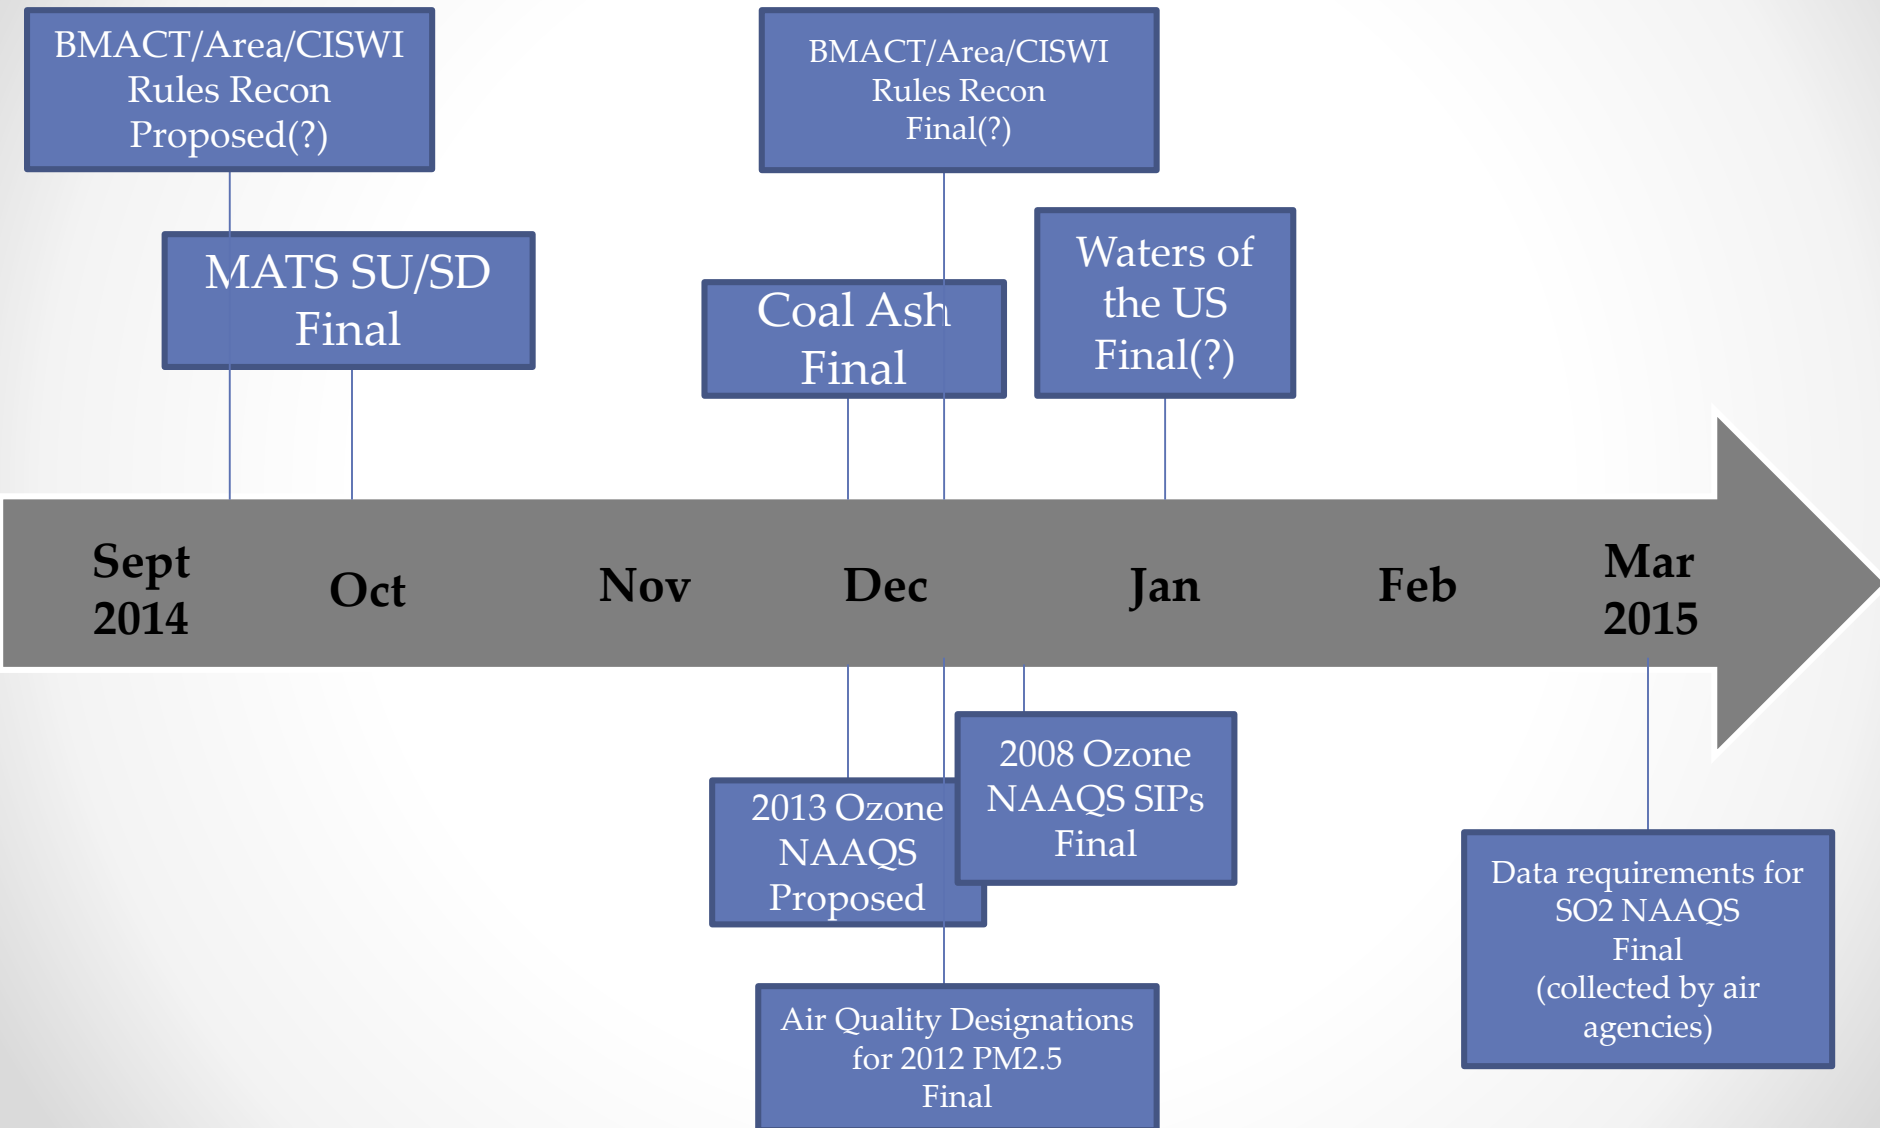 BMACT/Area/CISWI
Rules Recon
Proposed(?)
BMACT/Area/CISWI
Rules Recon
Final(?)
MATS SU/SD
Final
Coal Ash
Final
Waters of
the US
Final(?)
Sept
2014
Oct
Nov
Dec
Jan
Feb
Mar
2015
2013 Ozone
NAAQS
Proposed
2008 Ozone
NAAQS SIPs
Final
Data requirements for
SO2 NAAQS
Final
(collected by air
agencies)
Air Quality Designations
for 2012 PM2.5
Final